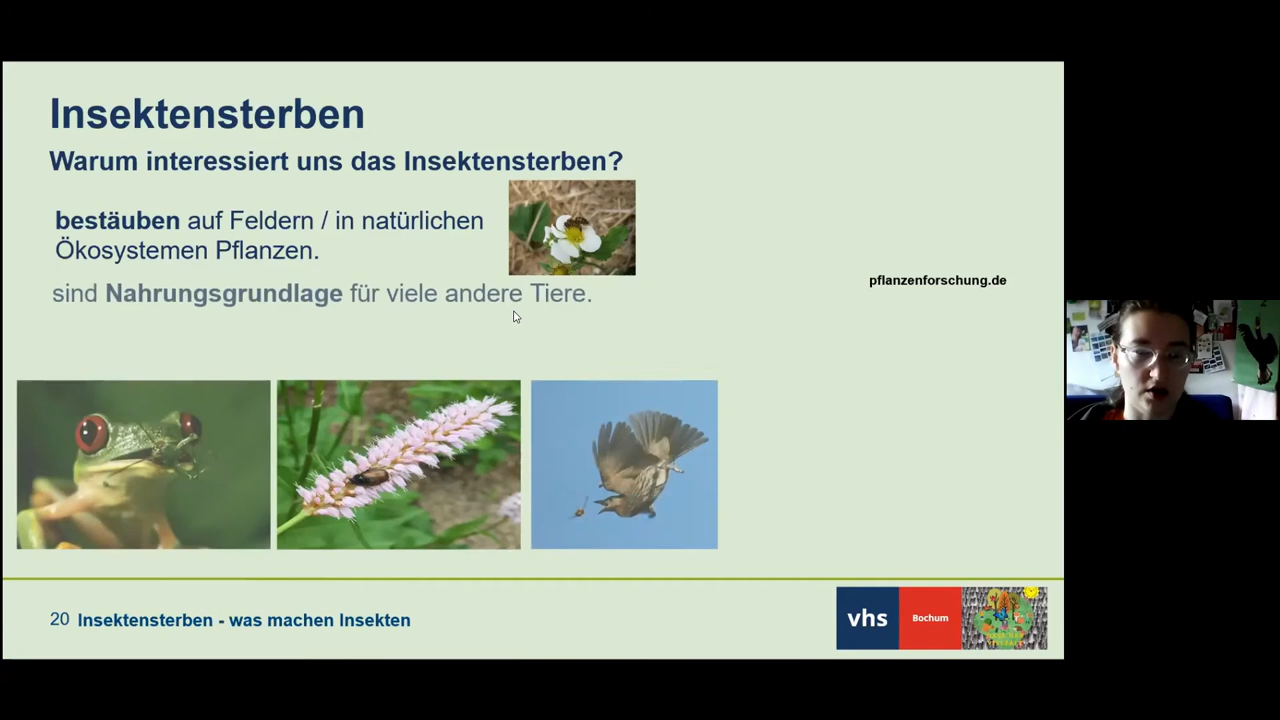 Insektensterben
Warum interessiert uns das Insektensterben?
bestäuben auf Feldern / in natürlichen
Ökosystemen Pflanzen.
sind Nahrungsgrundlage für viele andere Tiere.
pflanzenforschung.de
20 Insektensterben - was machen Insekten
vhs
Bochum